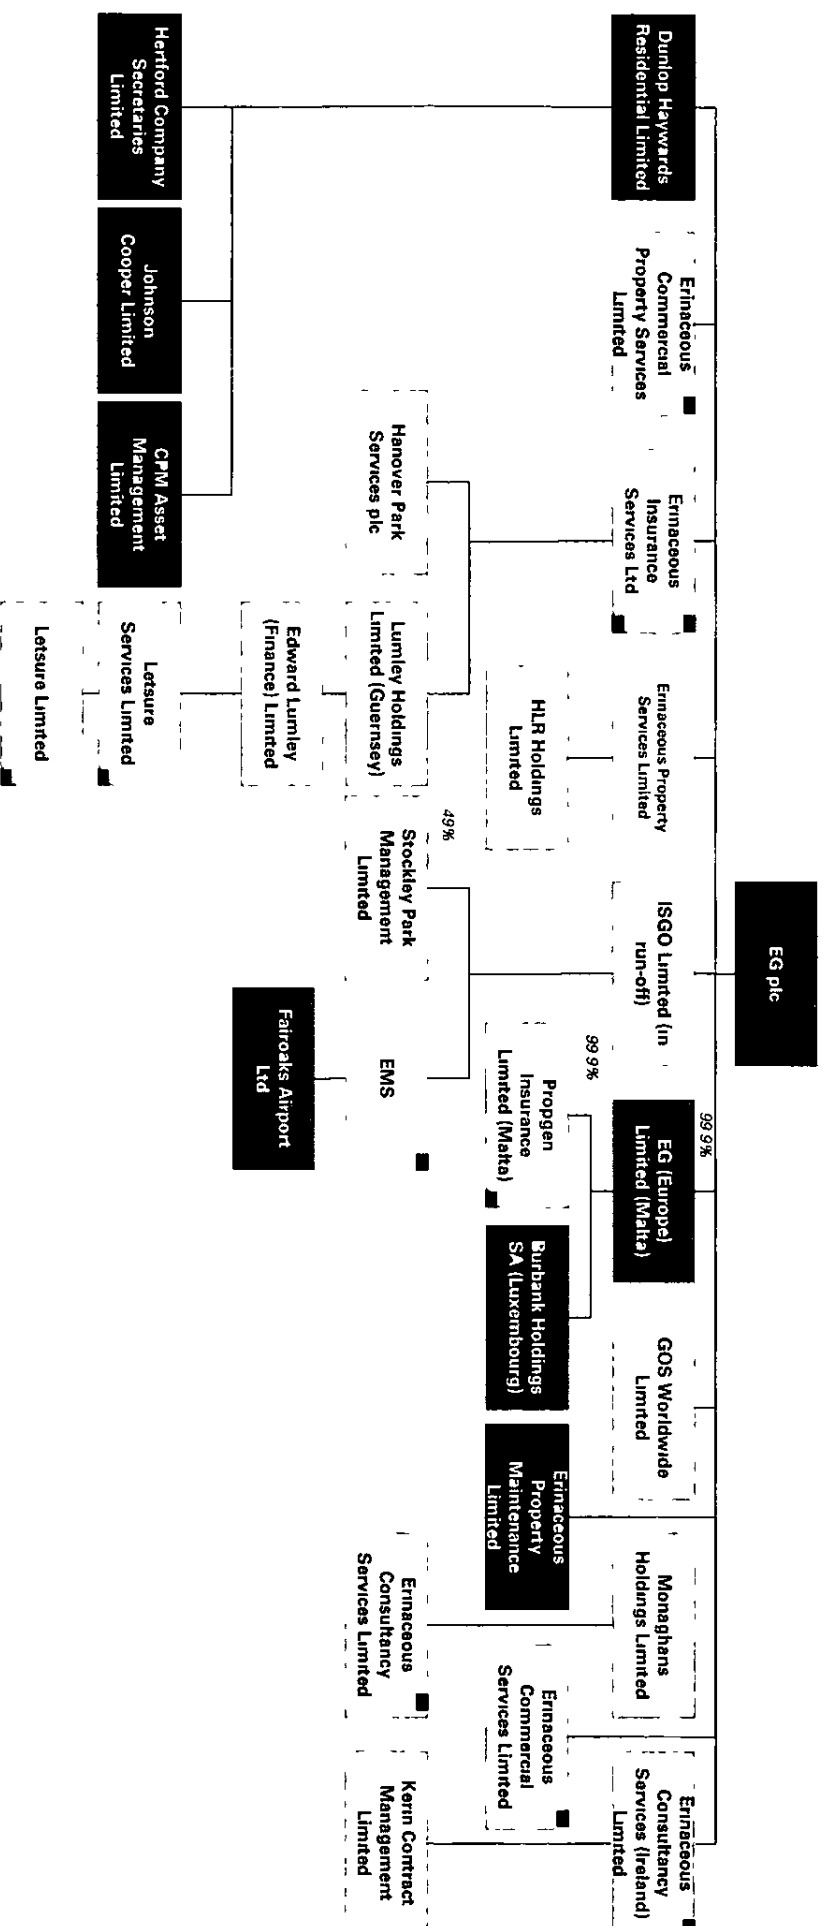 EG plc
Dunlop Haywards
Residential Limited
Erinaceous
Commercial
Property Services
Limited
Erinaceous
Insurance
Services Ltd
Erinaceous Property
Services Limited
ISGO Limited (in
run-off)
99 9%
EG (Europe)
Limited (Malta)
GOS Worldwide
Limited
Monaghans
Holdings Limited
Erinaceous
Consultancy
Services (Ireland)
Limited
HLR Holdings
Limited
99 9%
Propgen
Insurance
Limited (Malta)
Burbank Holdings
SA (Luxembourg)
Erinaceous
Property
Maintenance
Limited
Erinaceous
Commercial
Services Limited
Hanover Park
Services plc
Lumley Holdings
Limited (Guernsey)
49%
Stockley Park
Management
Limited
EMS
Erinaceous
Consultancy
Services Limited
Kerin Contract
Management
Limited
Edward Lumley
(Finance) Limited
Fairoaks Airport
Ltd
Hertford Company
Secretaries
Limited
Johnson
Cooper Limited
CPM Asset
Management
Limited
Letsure
Services Limited
Letsure Limited